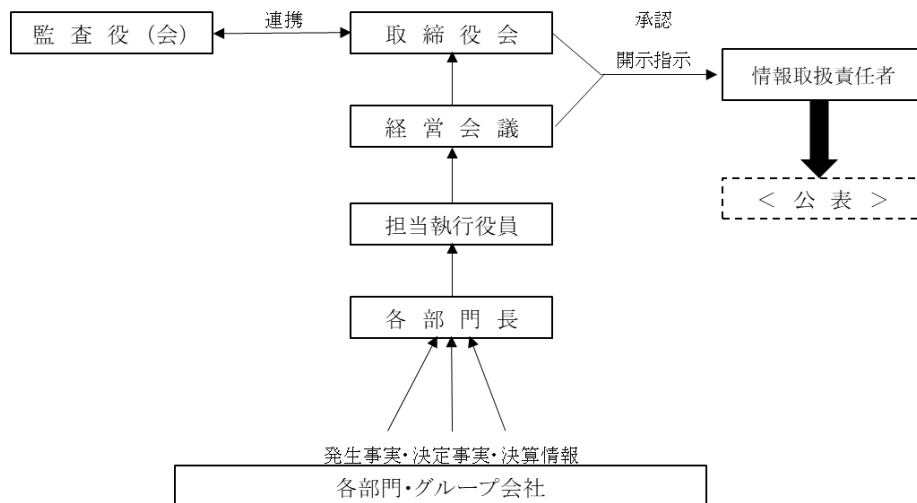 連携
監査役(会)
取締役会
承認
開示指示
情報取扱責任者
経営会議
<公表>
担当執行役員
各部門長
発生事実・決定事実・決算情報
各部門・グループ会社